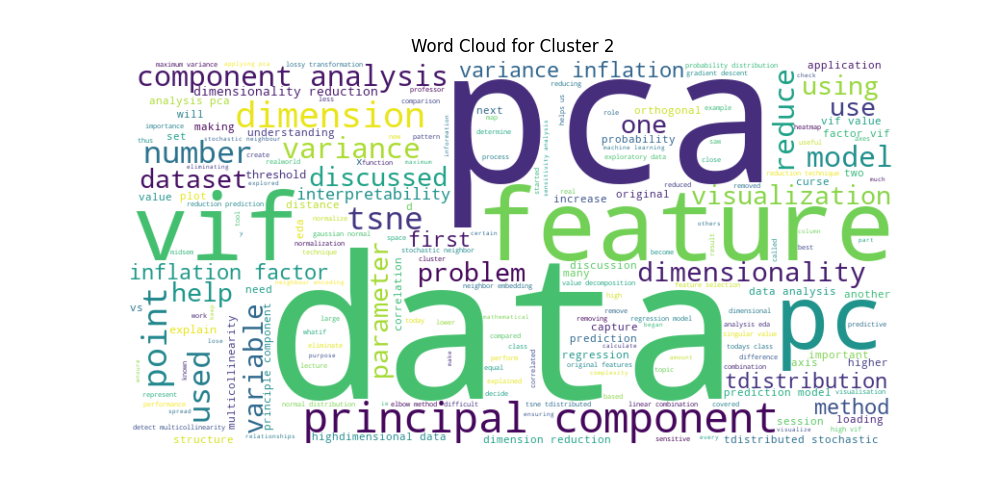 Word Cloud for Cluster 2
maximum variance
applying pca
lossy transformation
component analysis
dimensionality reduction
professor
less
analysis pca
comparison
importance
set
will
dimension
making
understanding
thus
stochastic neighbour
number
create
variance
new
pattern
realworld
xfunction
maximum
eliminating
dataset
threshold
discussed
explored
value
plot
interpretability
reduction prediction
distance
d
tool
normalize
eda
y
gaussian normal
space
vif
normalization
midsem
technique
stochastic neighbor
cluster
tsne
first
certain
variance inflation
probability distribution
gradient descent
reducing
application
check
pca
next
map
determine
process
information
sensitivity analysis
started
helps us
role
orthogonal
example
one
probability
machine learning
sam
exploratory data
close
real
increase
original
reduced
removed
reduce
using
use
vif value
heatmap
factor vif
axes
useful
model
reduction technique
curse
two
much
visualization
feature
others
result
called
column
best
part
become
inflation factor
help
need
neighbour embedding
problem
neighbor embedding
discussion
many
value decomposition
dimensionality
feature selection
data analysis
another
vs
point
work
explain
used
known
news
lose
multicollinearity
variable
principle component
large
whatif
eliminate
purpose
lecture
parameter
correlation
today
lower
mathematical
compared
class
perform
equal
explained
decide
make
correlated
high
remove
removing
capture
prediction
regression
original features
complexity
regression model
began
calculate
amount
topic
based
dimensional
analysis eda
singular value
todays class
difference
combination
pc
predictive
important
axis
higher
tdistribution
prediction model
visualisation
data
ensure
represent
performance
spread
detect multicollinearity
structure
relationships
normal distribution
ie
elbow method
difficult
tsne tdistribution
ensuring
linear combination
covered
principal component
method
session
loading
visualize
high vif
highdimensional data
dimension reduction
sensitive
every
tdistributed stochastic